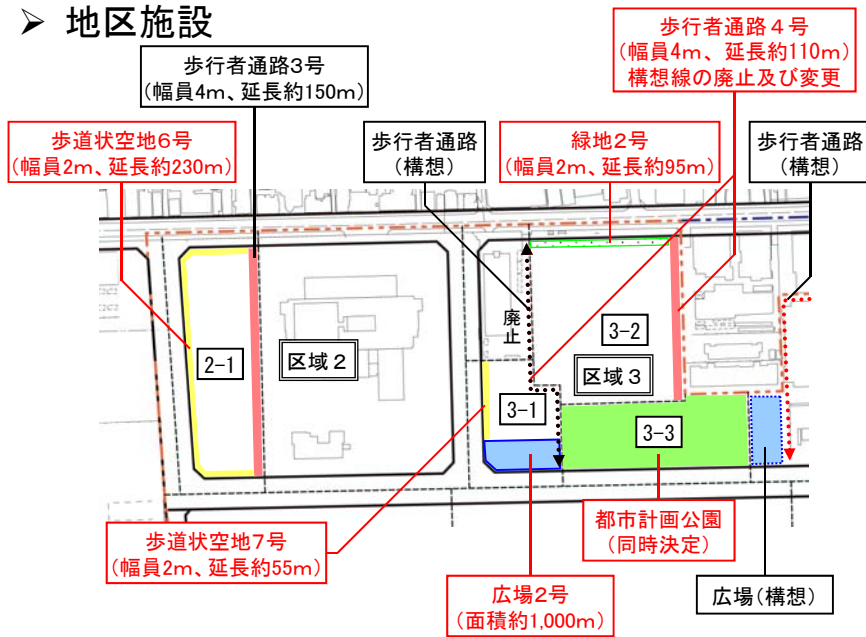 ➢ 地区施設
歩行者通路4号
(幅員4m、延長約110m)
構想線の廃止及び変更
歩行者通路3号
(幅員4m、延長約150m)
歩道状空地6号
(幅員2m、延長約230m)
歩行者通路
(構想)
緑地2号
(幅員2m、延長約95m)
歩行者通路
(構想)
廃止
2-1
区域2
3-2
区域3
3-1
3-3
歩道状空地7号
(幅員2m、延長約55m)
広場2号
(面積約1,000m)
都市計画公園
(同時決定)
広場(構想)